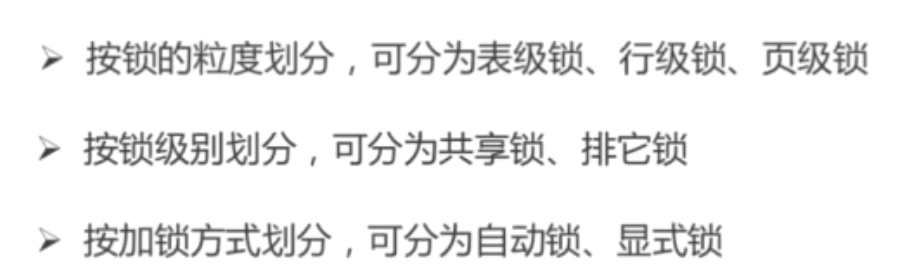 ➢ 按锁的粒度划分，可分为表级锁、行级锁、页级锁
➢ 按锁级别划分，可分为共享锁、排它锁
➢ 按加锁方式划分，可分为自动锁、显式锁